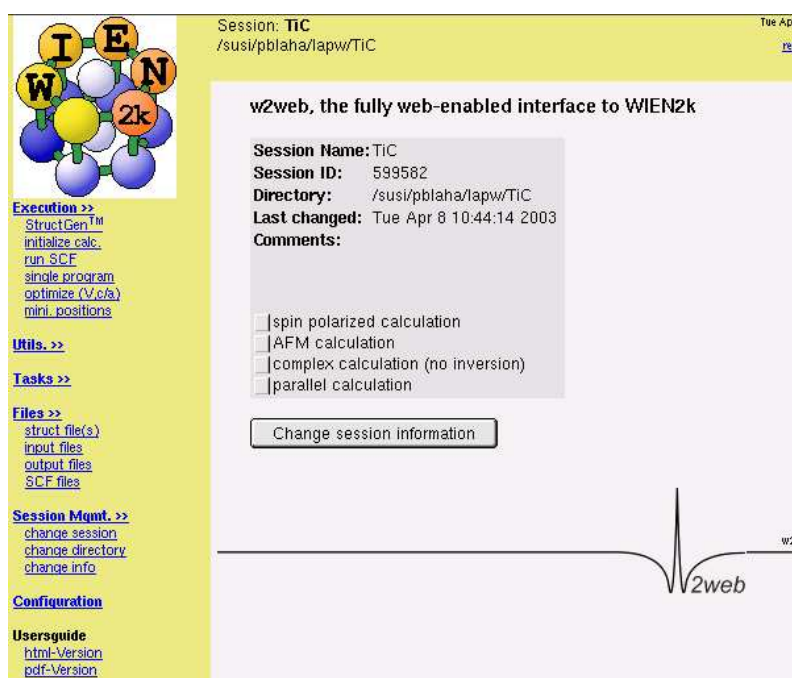 W I E N 2k
Session: TiC
/susi/pblaha/lapw/TiC
Tue Ap
re
Execution >>
StructGen™
initialize calc.
run SCF
single program
optimize (V,c/a)
mini. positions
Utils. >>
Tasks >>
Files >>
struct file(s)
input files
output files
SCF files
Session Mgmt. >>
change session
change directory
change info
Configuration
Usersguide
html-Version
pdf-Version
w2web, the fully web-enabled interface to WIEN2k
Session Name: TiC
Session ID: 599582
Directory: /susi/pblaha/lapw/TiC
Last changed: Tue Apr 8 10:44:14 2003
Comments:
spin polarized calculation
AFM calculation
complex calculation (no inversion)
parallel calculation
Change session information
w2
W2web